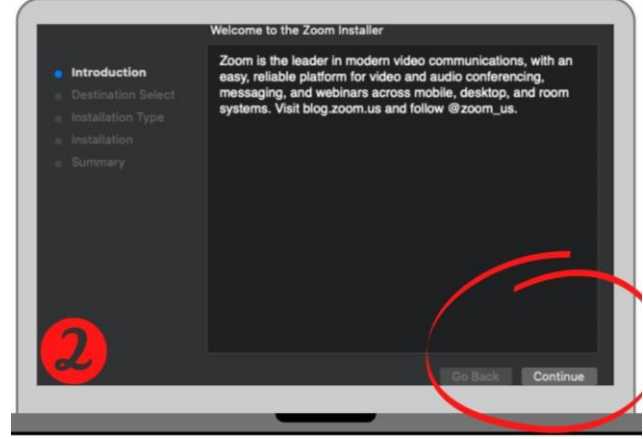 Welcome to the Zoom Installer
Introduction
Destination Select
Installation Type
Installation
Summary
Zoom is the leader in modern video communications, with an
easy, reliable platform for video and audio conferencing,
messaging, and webinars across mobile, desktop, and room
systems. Visit blog.zoom.us and follow @zoom_us.
2
Go Back
Continue